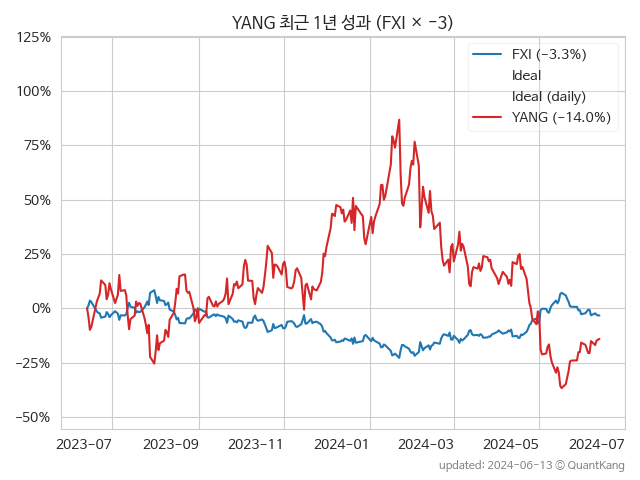 YANG 최근 1년 성과 (FXI × −3)
125%
100%
75%
50%
25%
0%
−25%
−50%
FXI (−3.3%)
Ideal
Ideal (daily)
YANG (−14.0%)
2023−07
2023−09
2023−11
2024−01
2024−03
2024−05
2024−07
updated: 2024−06−13 ⓒ QuantKang